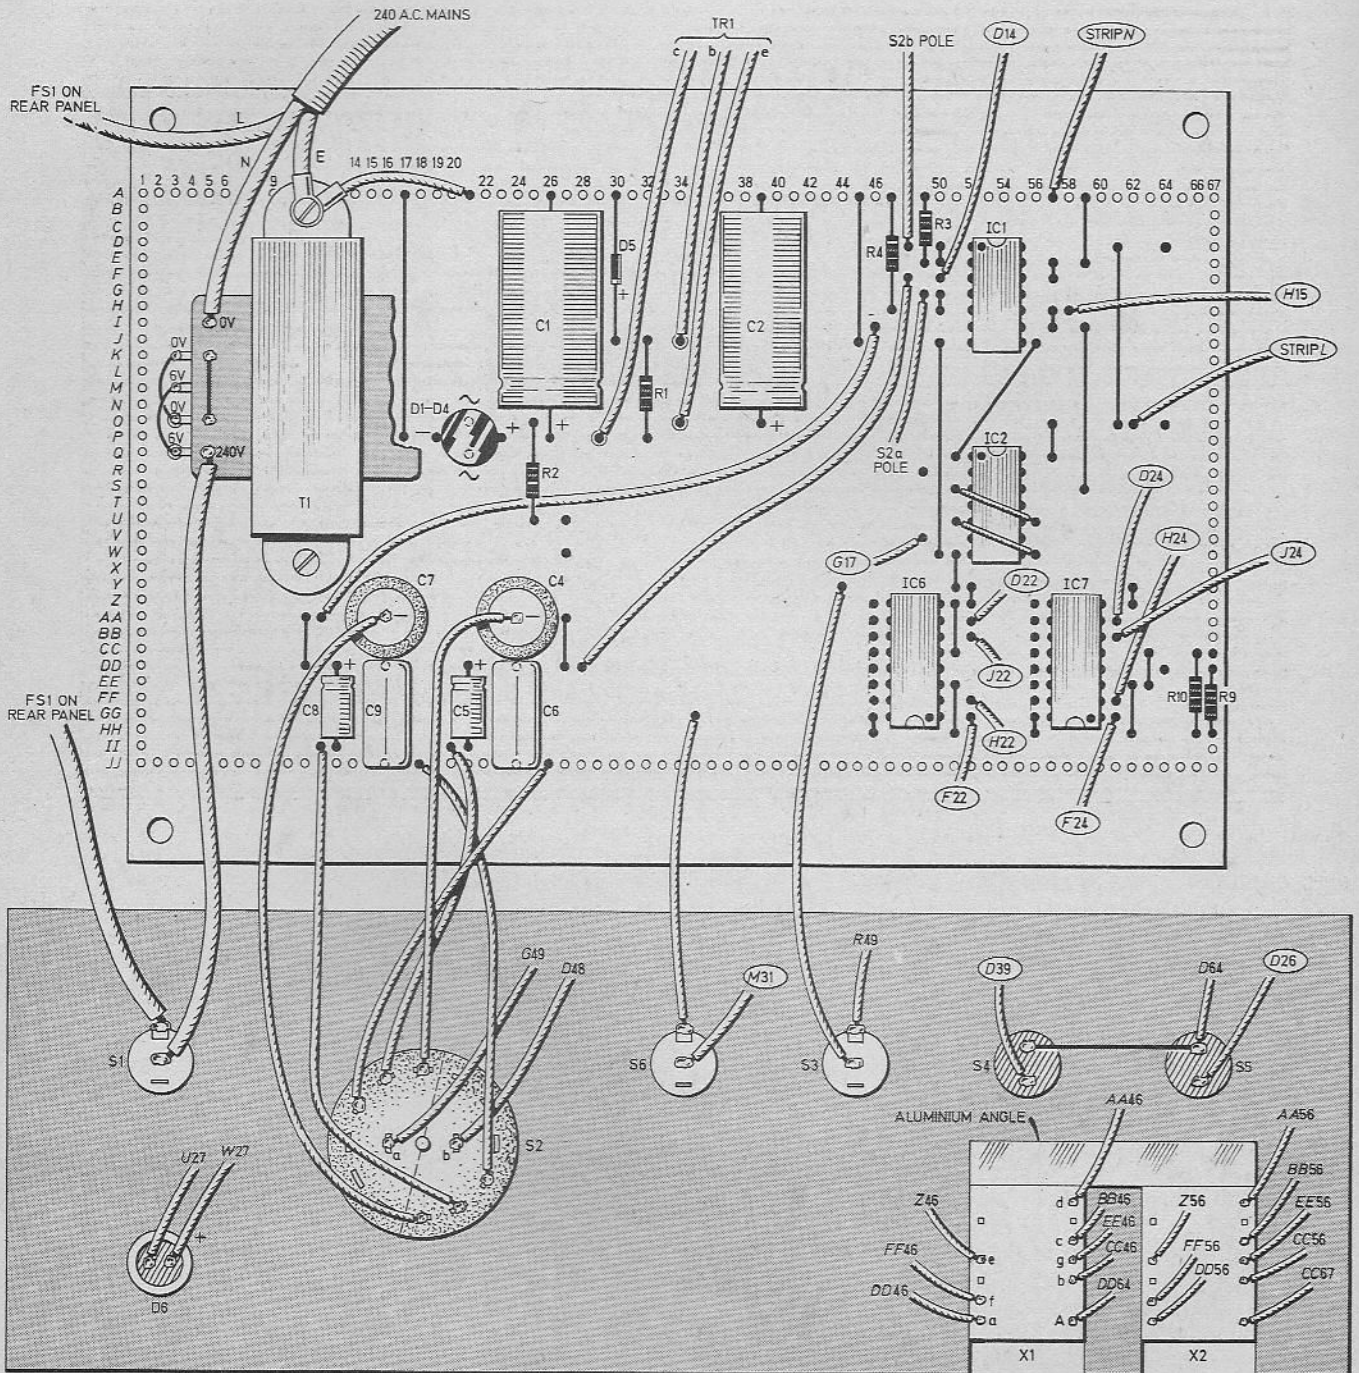 240 A.C. MAINS
TR1
c b e
S2b POLE
D14
STRIP N
FS1 ON
REAR PANEL
L
N
E
1 2 3 4 5 6 9 14 15 16 17 18 19 20 22 24 26 28 30 32 34 38 40 42 44 46 50 5 54 56 58 60 62 64 66 67
A
B
C
D
E
F
G
H
I
J
K
L
M
N
O
P
Q
R
S
T
U
V
W
X
Y
Z
AA
BB
CC
DD
EE
FF
GG
HH
II
JJ
0V
0V
6V
0V
6V
240V
T1
D1-D4
- +
~
~
C1
+
D5
+
R1
R2
C2
+
R4
R3
-
IC1
H15
STRIP L
S2a
POLE
IC2
D24
H24
J24
G17
IC6
D22
IC7
J22
H22
F22
F24
R10
R9
C7
-
C4
-
+
C8
C9
+
C5
C6
FS1 ON
REAR PANEL
G49
D48
M31
R49
D39
D64
D26
S1
S2
a
b
S6
S3
S4
S5
U27
W27
+
D6
ALUMINIUM ANGLE
AA46
AA56
Z46
d
BB46
Z56
BB56
c
EE46
EE56
FF46
e
g
CC46
FF56
CC56
b
DD56
DD46
f
DD64
CC67
a
A
X1
X2